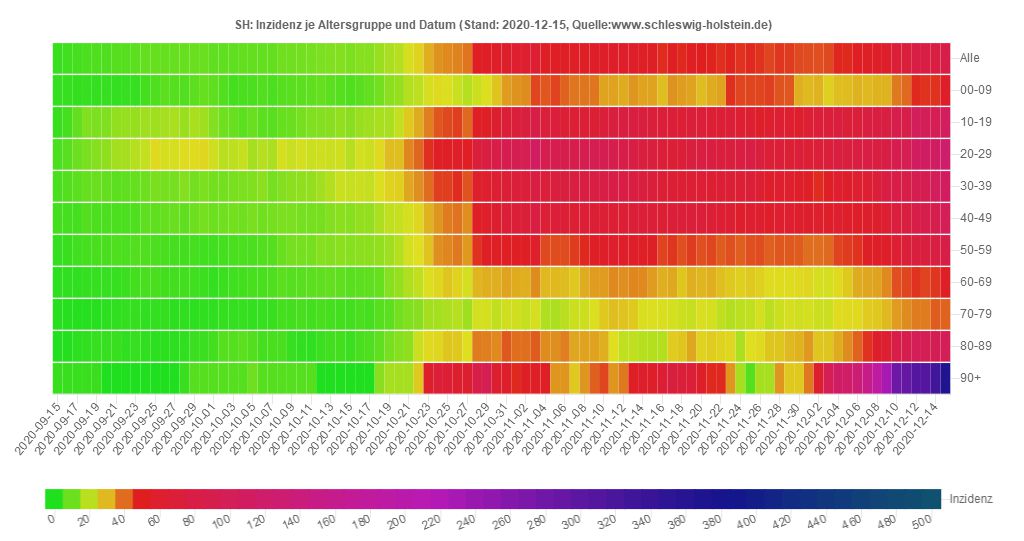 SH: Inzidenz je Altersgruppe und Datum (Stand: 2020-12-15, Quelle:www.schleswig-holstein.de)
Alle
00-09
10-19
20-29
30-39
40-49
50-59
60-69
70-79
80-89
90+
2020-09-15 2020-09-17 2020-09-19 2020-09-21 2020-09-23 2020-09-25 2020-09-27 2020-09-29 2020-10-01 2020-10-03 2020-10-05 2020-10-07 2020-10-09 2020-10-11 2020-10-13 2020-10-15 2020-10-17 2020-10-19 2020-10-21 2020-10-23 2020-10-25 2020-10-27 2020-10-29 2020-10-31 2020-11-02 2020-11-04 2020-11-06 2020-11-08 2020-11-10 2020-11-12 2020-11-14 2020-11-16 2020-11-18 2020-11-20 2020-11-22 2020-11-24 2020-11-26 2020-11-28 2020-11-30 2020-12-02 2020-12-04 2020-12-06 2020-12-08 2020-12-10 2020-12-12 2020-12-14
Inzidenz
0 20 40 60 80 100 120 140 160 180 200 220 240 260 280 300 320 340 360 380 400 420 440 460 480 500